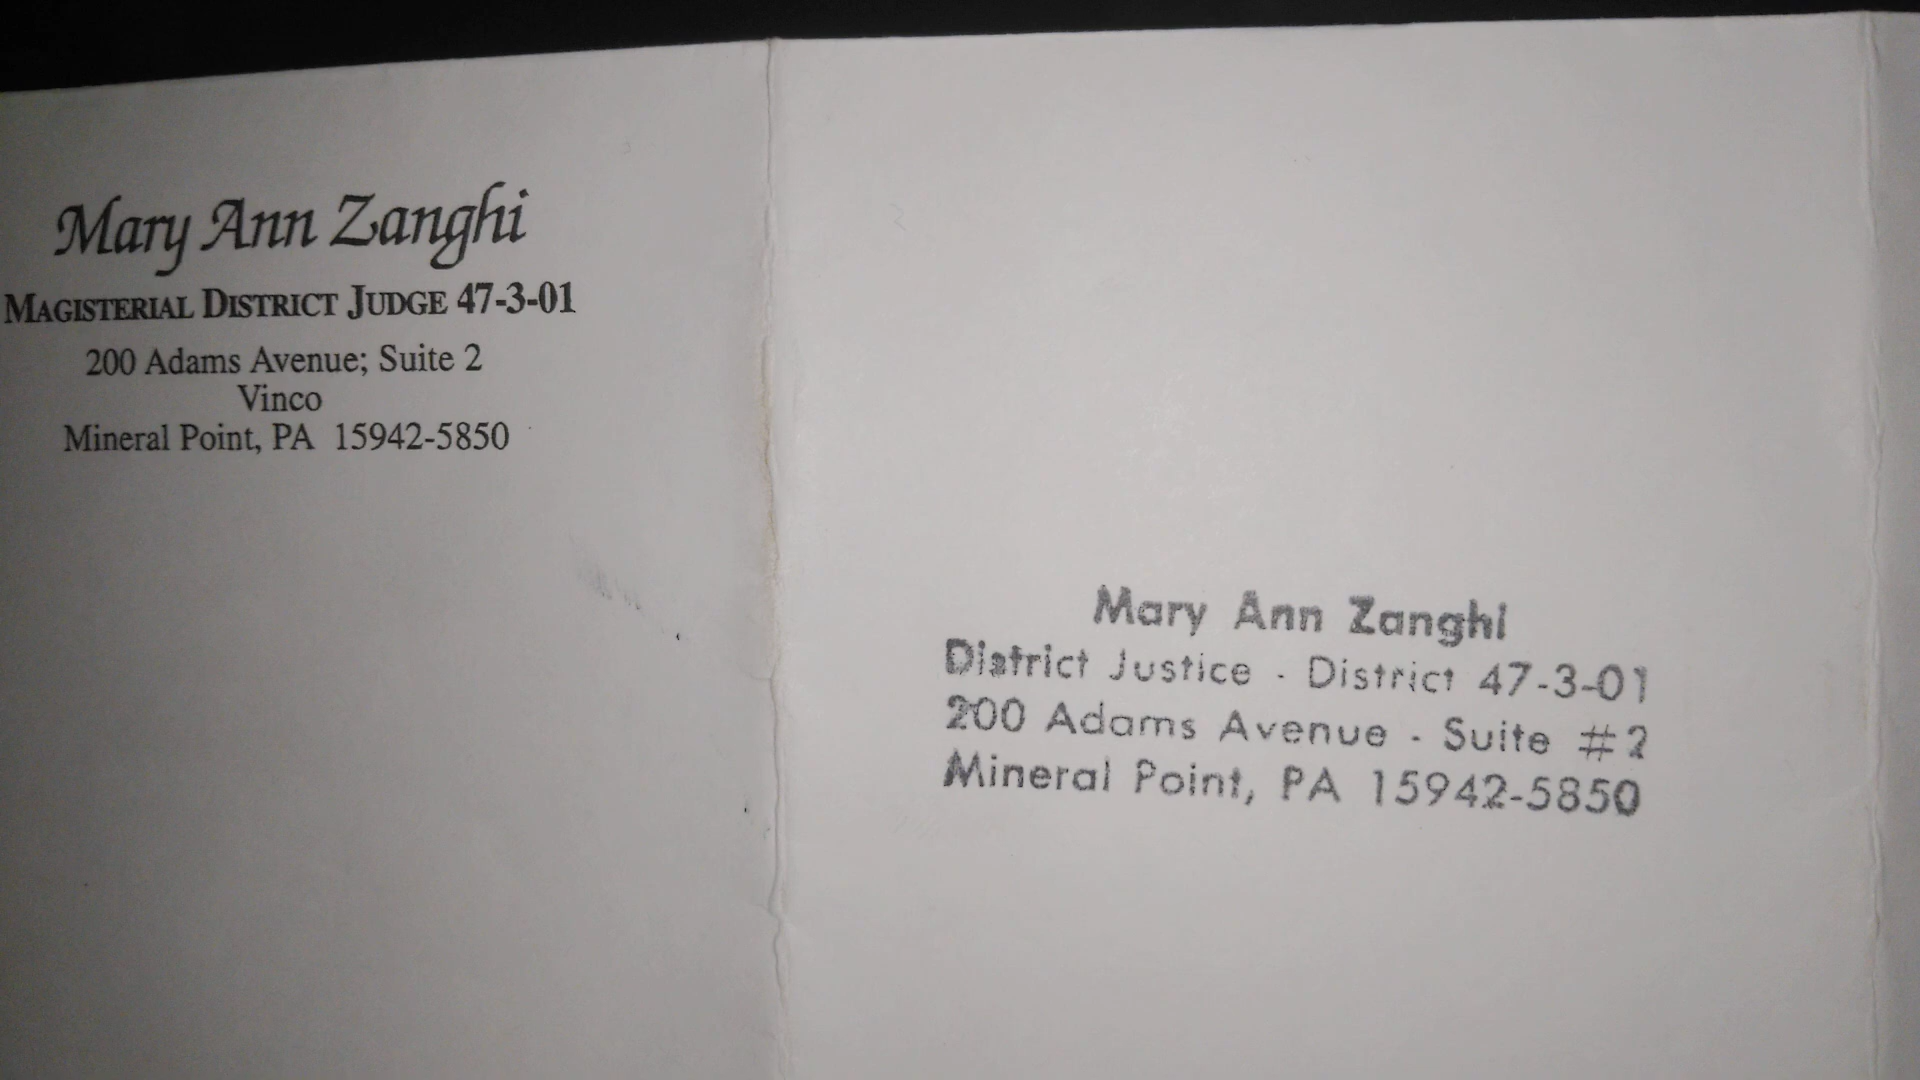 Mary Ann Zanghi
MAGISTERIAL DISTRICT JUDGE 47-3-01
200 Adams Avenue; Suite 2
Vinco
Mineral Point, PA 15942-5850
Mary Ann Zanghi
District Justice - District 47-3-01
200 Adams Avenue - Suite #2
Mineral Point, PA 15942-5850